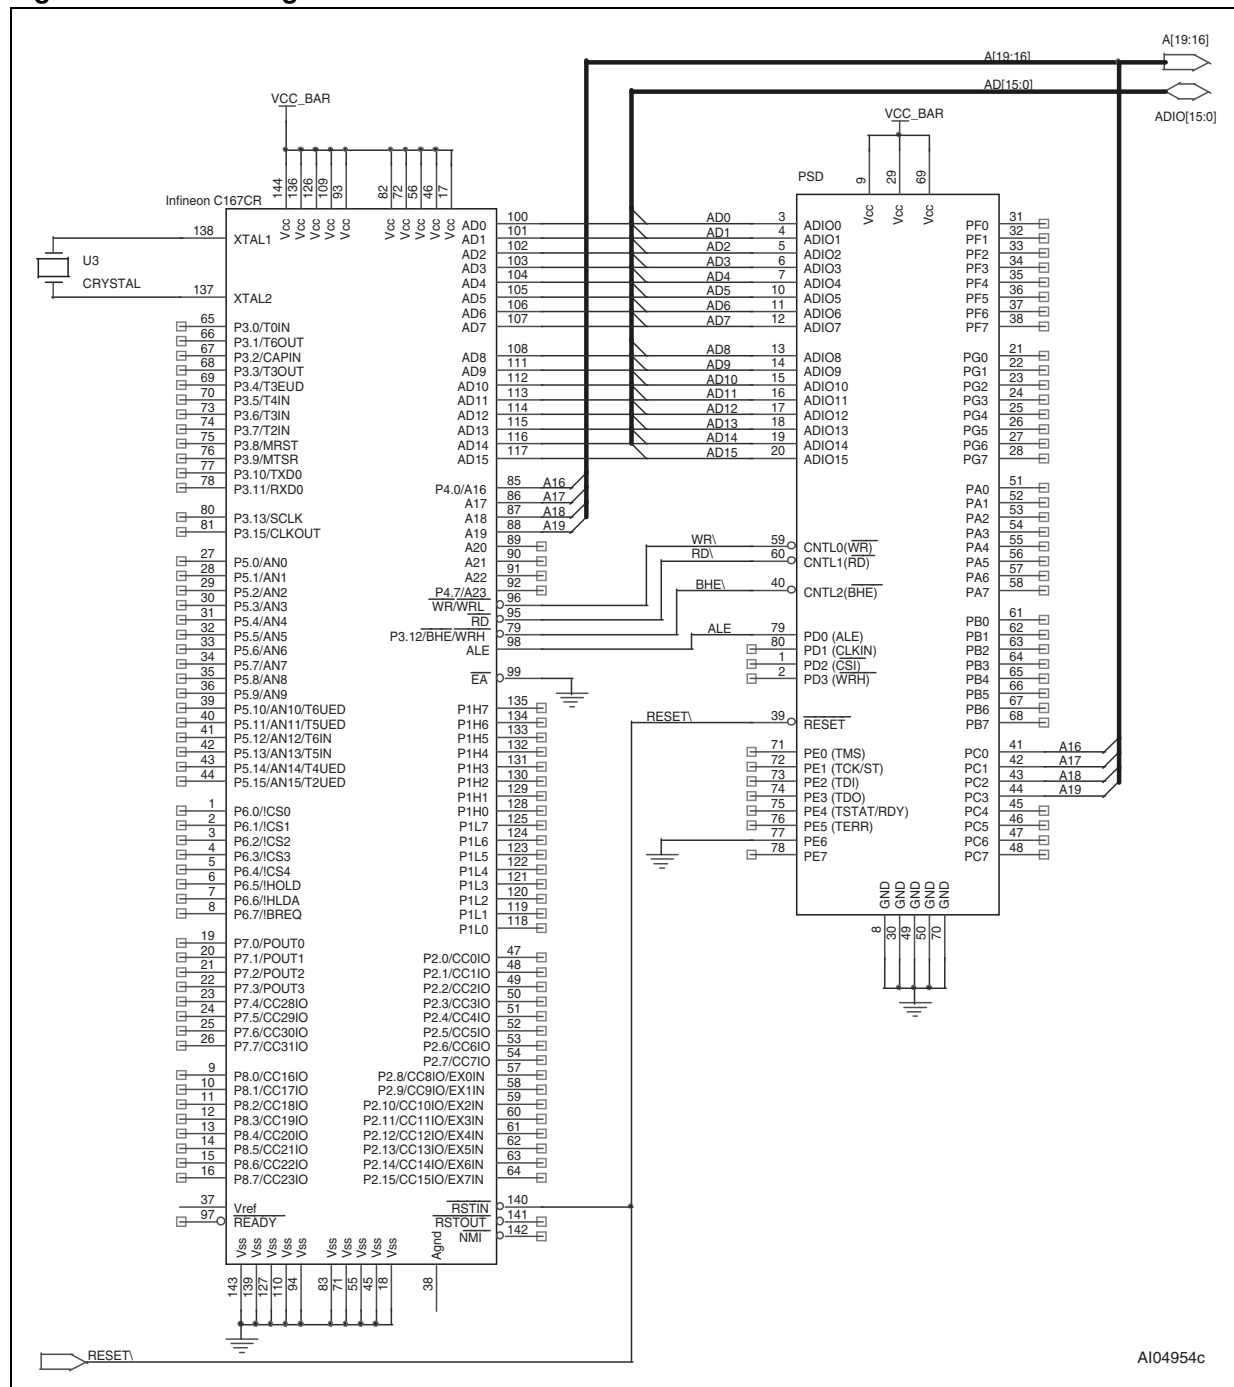 A[19:16]
A[19:16]
AD[15:0]
ADIO[15:0]
VCC_BAR
VCC_BAR
Infineon C167CR
PSD
144 136 126 109 93 82 72 56 46 17
Vcc Vcc Vcc Vcc Vcc Vcc Vcc Vcc Vcc Vcc
9 29 69
Vcc Vcc Vcc
138 XTAL1
U3
CRYSTAL
137 XTAL2
65 P3.0/T0IN
66 P3.1/T6OUT
67 P3.2/CAPIN
68 P3.3/T3OUT
69 P3.4/T3EUD
70 P3.5/T4IN
73 P3.6/T3IN
74 P3.7/T2IN
75 P3.8/MRST
76 P3.9/MTSR
77 P3.10/TXD0
78 P3.11/RXD0
80 P3.13/SCLK
81 P3.15/CLKOUT
27 P5.0/AN0
28 P5.1/AN1
29 P5.2/AN2
30 P5.3/AN3
31 P5.4/AN4
32 P5.5/AN5
33 P5.6/AN6
34 P5.7/AN7
35 P5.8/AN8
36 P5.9/AN9
39 P5.10/AN10/T6UED
40 P5.11/AN11/T5UED
41 P5.12/AN12/T6IN
42 P5.13/AN13/T5IN
43 P5.14/AN14/T4UED
44 P5.15/AN15/T2UED
1 P6.0/!CS0
2 P6.1/!CS1
3 P6.2/!CS2
4 P6.3/!CS3
5 P6.4/!CS4
6 P6.5/!HOLD
7 P6.6/!HLDA
8 P6.7/!BREQ
19 P7.0/POUT0
20 P7.1/POUT1
21 P7.2/POUT2
22 P7.3/POUT3
23 P7.4/CC28IO
24 P7.5/CC29IO
25 P7.6/CC30IO
26 P7.7/CC31IO
9 P8.0/CC16IO
10 P8.1/CC17IO
11 P8.2/CC18IO
12 P8.3/CC19IO
13 P8.4/CC20IO
14 P8.5/CC21IO
15 P8.6/CC22IO
16 P8.7/CC23IO
37 Vref
97 READY
AD0 100 AD0 3 ADIO0
AD1 101 AD1 4 ADIO1
AD2 102 AD2 5 ADIO2
AD3 103 AD3 6 ADIO3
AD4 104 AD4 7 ADIO4
AD5 105 AD5 10 ADIO5
AD6 106 AD6 11 ADIO6
AD7 107 AD7 12 ADIO7
AD8 108 AD8 13 ADIO8
AD9 111 AD9 14 ADIO9
AD10 112 AD10 15 ADIO10
AD11 113 AD11 16 ADIO11
AD12 114 AD12 17 ADIO12
AD13 115 AD13 18 ADIO13
AD14 116 AD14 19 ADIO14
AD15 117 AD15 20 ADIO15
P4.0/A16 85 A16
A17 86 A17
A18 87 A18
A19 88 A19
A20 89
A21 90
A22 91
P4.7/A23 92
WR/WRL 96
RD 95
P3.12/BHE/WRH 79
ALE 98
EA 99
P1H7 135
P1H6 134
P1H5 133
P1H4 132
P1H3 131
P1H2 130
P1H1 129
P1H0 128
P1L7 125
P1L6 124
P1L5 123
P1L4 122
P1L3 121
P1L2 120
P1L1 119
P1L0 118
P2.0/CC0IO 47
P2.1/CC1IO 48
P2.2/CC2IO 49
P2.3/CC3IO 50
P2.4/CC4IO 51
P2.5/CC5IO 52
P2.6/CC6IO 53
P2.7/CC7IO 54
P2.8/CC8IO/EX0IN 57
P2.9/CC9IO/EX1IN 58
P2.10/CC10IO/EX2IN 59
P2.11/CC11IO/EX3IN 60
P2.12/CC12IO/EX4IN 61
P2.13/CC13IO/EX5IN 62
P2.14/CC14IO/EX6IN 63
P2.15/CC15IO/EX7IN 64
RSTIN 140
RSTOUT 141
NMI 142
Vss Vss Vss Vss Vss Vss Vss Vss Vss Vss Agnd
143 139 127 110 94 83 71 55 45 18 38
WR\ 59 CNTL0(WR)
RD\ 60 CNTL1(RD)
BHE\ 40 CNTL2(BHE)
ALE 79 PD0 (ALE)
80 PD1 (CLKIN)
1 PD2 (CSI)
2 PD3 (WRH)
RESET\ 39 RESET
71 PE0 (TMS)
72 PE1 (TCK/ST)
73 PE2 (TDI)
74 PE3 (TDO)
75 PE4 (TSTAT/RDY)
76 PE5 (TERR)
77 PE6
78 PE7
PF0 31
PF1 32
PF2 33
PF3 34
PF4 35
PF5 36
PF6 37
PF7 38
PG0 21
PG1 22
PG2 23
PG3 24
PG4 25
PG5 26
PG6 27
PG7 28
PA0 51
PA1 52
PA2 53
PA3 54
PA4 55
PA5 56
PA6 57
PA7 58
PB0 61
PB1 62
PB2 63
PB3 64
PB4 65
PB5 66
PB6 67
PB7 68
PC0 41 A16
PC1 42 A17
PC2 43 A18
PC3 44 A19
PC4 45
PC5 46
PC6 47
PC7 48
GND GND GND GND GND
8 30 49 50 70
RESET\
AI04954c